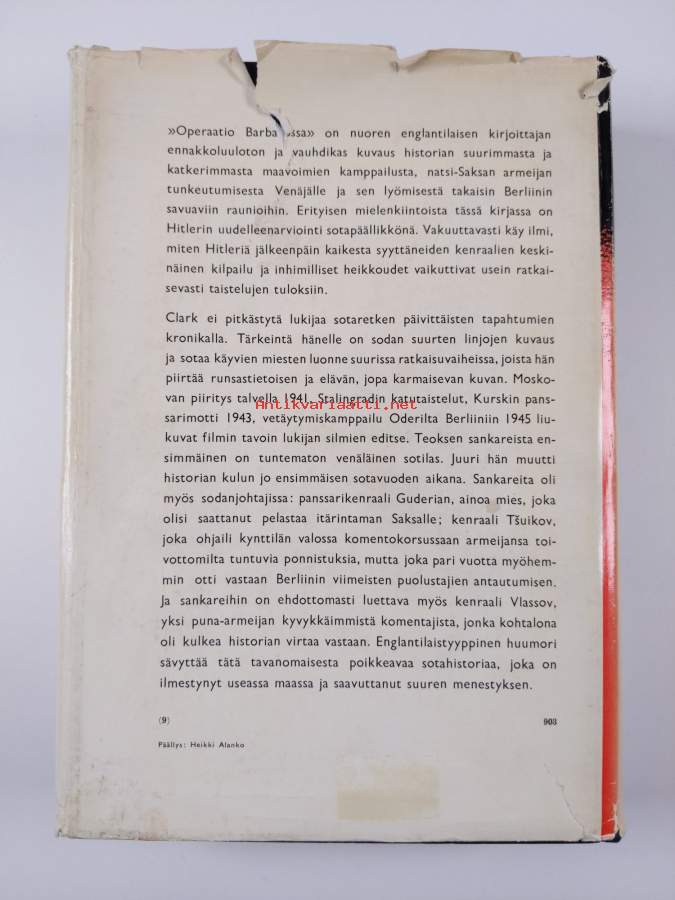 »Operaatio Barba ssa» on nuoren englantilaisen kirjoittajan
ennakkoluuloton ja vauhdikas kuvaus historian suurimmasta ja
katkerimmasta maavoimien kamppailusta, natsi-Saksan armeijan
tunkeutumisesta Venäjälle ja sen lyömisestä takaisin Berliinin
savuaviin raunioihin. Erityisen mielenkiintoista tässä kirjassa on
Hitlerin uudelleenarviointi sotapäällikkönä. Vakuuttavasti käy ilmi,
miten Hitleriä jälkeenpäin kaikesta syyttäneiden kenraalien keski-
näinen kilpailu ja inhimilliset heikkoudet vaikuttivat usein ratkai-
sevasti taistelujen tuloksiin.
Clark ei pitkästytä lukijaa sotaretken päivittäisten tapahtumien
kronikalla. Tärkeintä hänelle on sodan suurten linjojen kuvaus
ja sotaa käyvien miesten luonne suurissa ratkaisuvaiheissa, joista hän
piirtää runsastietoisen ja elävän, jopa karmaisevan kuvan. Mosko-
van piiritys talvella 1941, Stalingradin katutaistelut, Kurskin pans-
Antikvariaatti.net
sarimotti 1943, vetäytymiskamppailu Oderilta Berliiniin 1945 liu-
kuvat filmin tavoin lukijan silmien editse. Teoksen sankareista en-
simmäinen on tuntematon venäläinen sotilas. Juuri hän muutti
historian kulun jo ensimmäisen sotavuoden aikana. Sankareita oli
myös sodanjohtajissa: panssarikenraali Guderian, ainoa mies, joka
olisi saattanut pelastaa itärintaman Saksalle; kenraali Tšuikov,
joka ohjaili kynttilän valossa komentokorsussaan armeijansa toi-
vottomilta tuntuvia ponnistuksia, mutta joka pari vuotta myöhem-
min otti vastaan Berliinin viimeisten puolustajien antautumisen.
Ja sankareihin on ehdottomasti luettava myös kenraali Vlassov,
yksi puna-armeijan kyvykkäimmistä komentajista, jonka kohtalona
oli kulkea historian virtaa vastaan. Englantilaistyyppinen huumori
sävyttää tätä tavanomaisesta poikkeavaa sotahistoriaa, joka on
ilmestynyt useassa maassa ja saavuttanut suuren menestyksen.
(9) 903
Päällys: Heikki Alanko